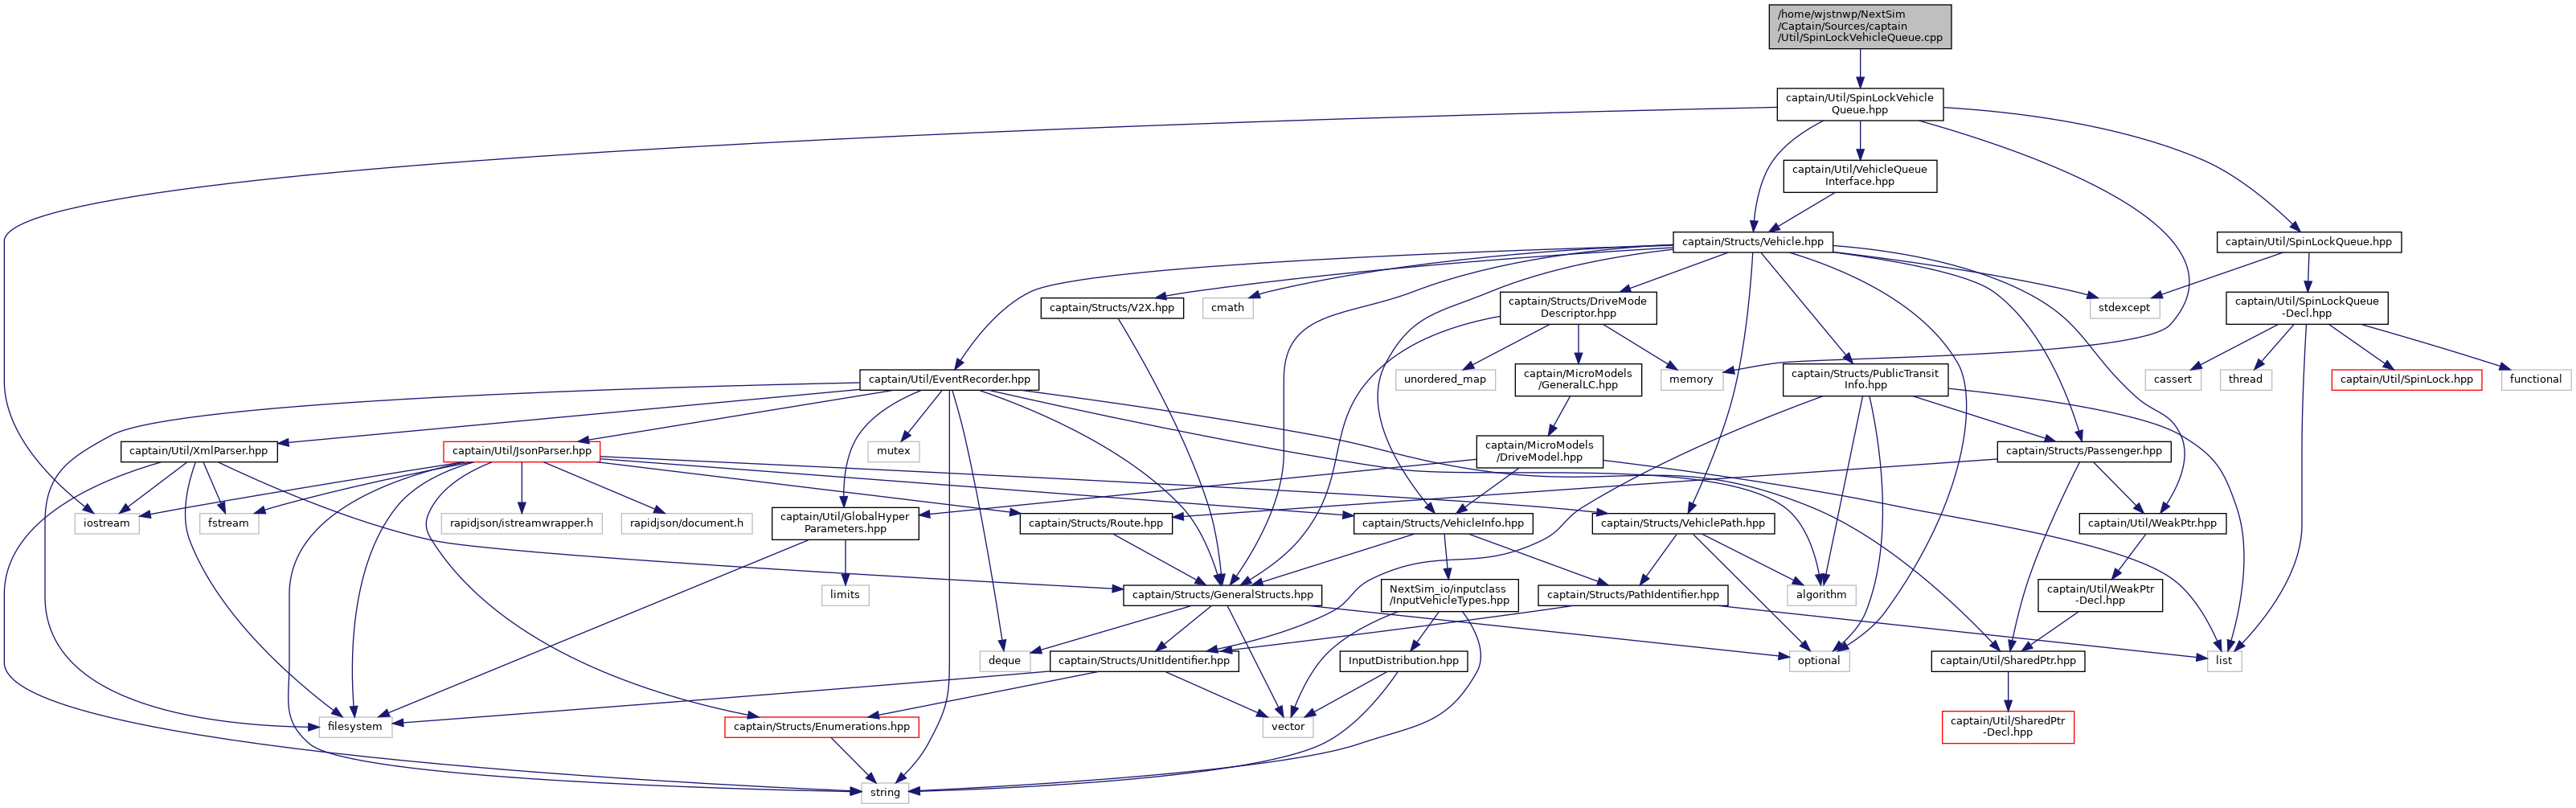 /home/wjstnwp/NextSim
/Captain/Sources/captain
/Util/SpinLockVehicleQueue.cpp
captain/Util/SpinLockVehicle
Queue.hpp
captain/Util/VehicleQueue
Interface.hpp
captain/Structs/Vehicle.hpp
captain/Util/SpinLockQueue.hpp
captain/Structs/V2X.hpp
cmath
captain/Structs/DriveMode
Descriptor.hpp
stdexcept
captain/Util/SpinLockQueue
-Decl.hpp
captain/Util/EventRecorder.hpp
unordered_map
captain/MicroModels
/GeneralLC.hpp
memory
captain/Structs/PublicTransit
Info.hpp
cassert
thread
captain/Util/SpinLock.hpp
functional
captain/Util/XmlParser.hpp
captain/Util/JsonParser.hpp
mutex
captain/MicroModels
/DriveModel.hpp
captain/Structs/Passenger.hpp
iostream
fstream
rapidjson/istreamwrapper.h
rapidjson/document.h
captain/Util/GlobalHyper
Parameters.hpp
captain/Structs/Route.hpp
captain/Structs/VehicleInfo.hpp
captain/Structs/VehiclePath.hpp
captain/Util/WeakPtr.hpp
limits
captain/Structs/GeneralStructs.hpp
NextSim_io/inputclass
/InputVehicleTypes.hpp
captain/Structs/PathIdentifier.hpp
algorithm
captain/Util/WeakPtr
-Decl.hpp
deque
captain/Structs/UnitIdentifier.hpp
InputDistribution.hpp
optional
captain/Util/SharedPtr.hpp
list
filesystem
captain/Structs/Enumerations.hpp
vector
captain/Util/SharedPtr
-Decl.hpp
string